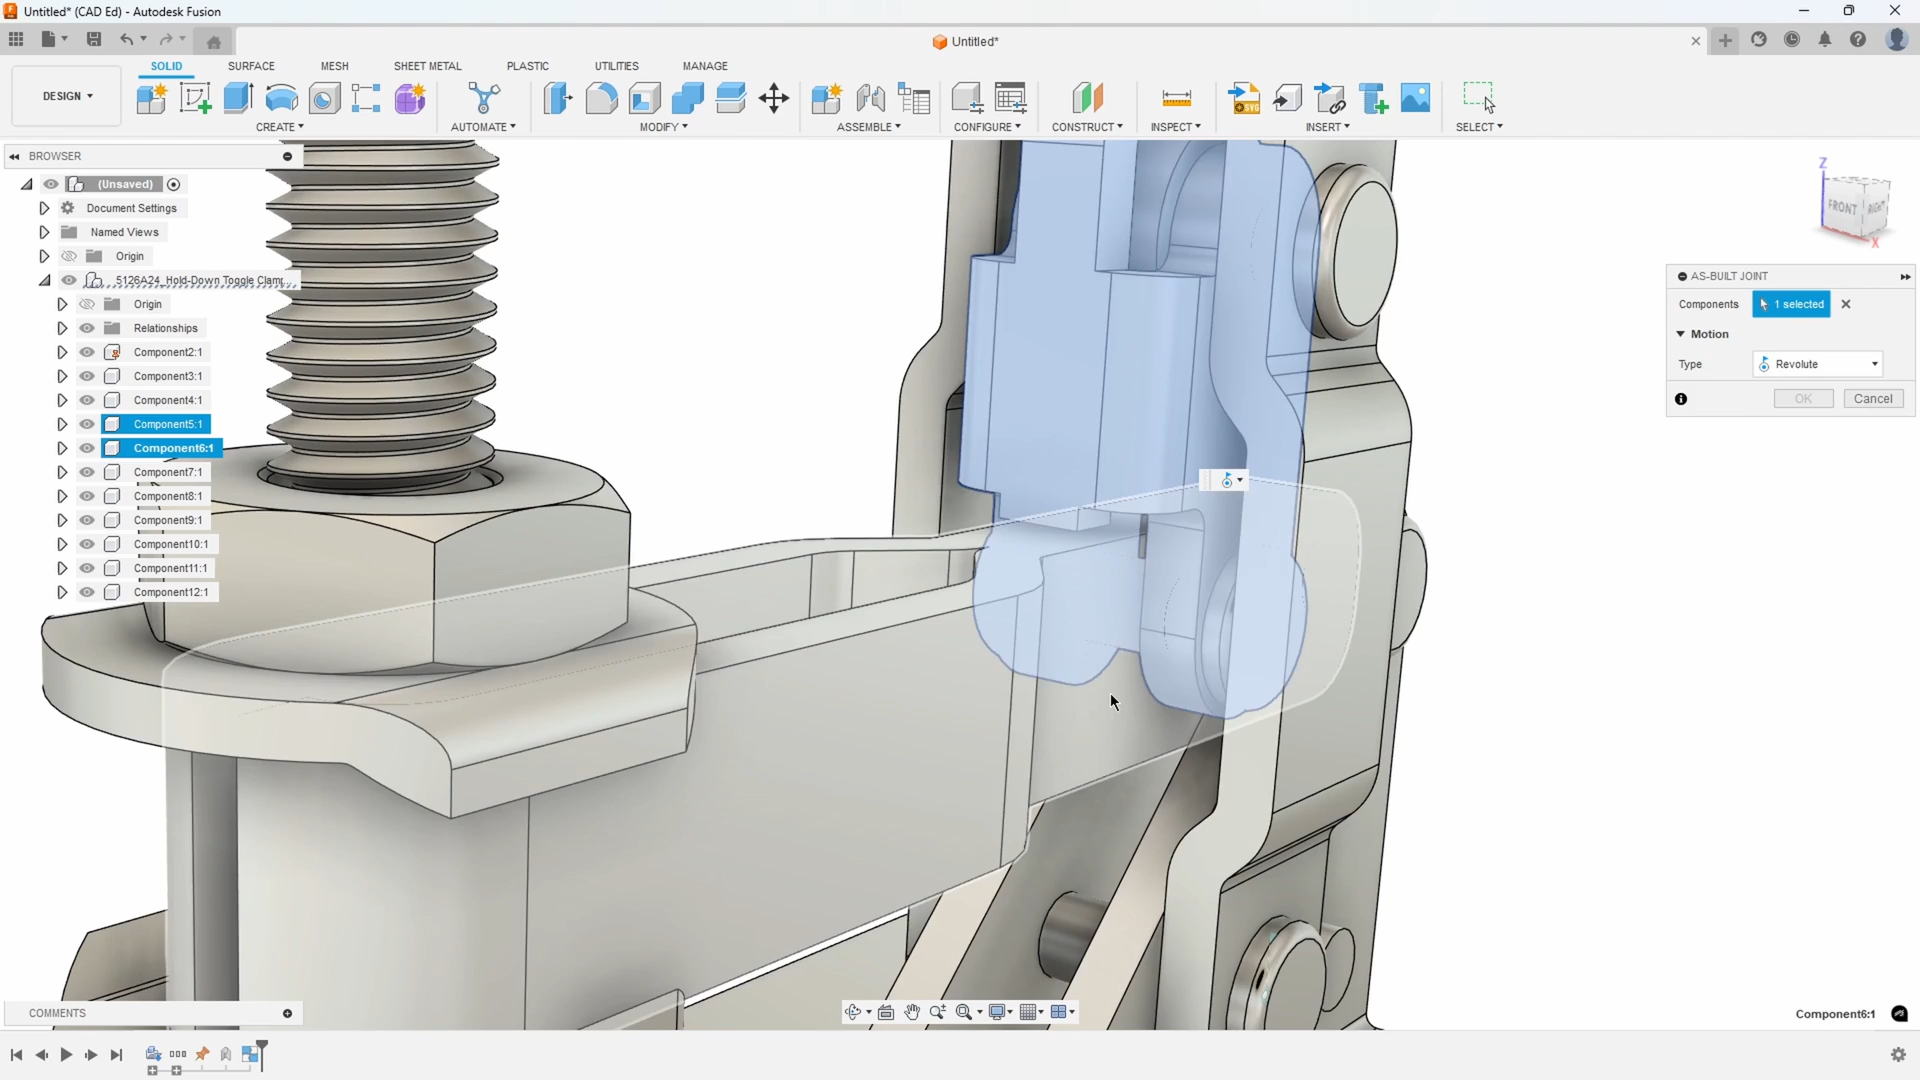 Untitled* (CAD Ed) - Autodesk Fusion
Untitled*
DESIGN
SOLID
SURFACE
MESH
SHEET METAL
PLASTIC
UTILITIES
MANAGE
CREATE
AUTOMATE
MODIFY
ASSEMBLE
CONFIGURE
CONSTRUCT
INSPECT
INSERT
SELECT
SVG
BROWSER
(Unsaved)
Document Settings
Named Views
Origin
5126A24_Hold-Down Toggle Clamp...
Origin
Relationships
Component2:1
Component3:1
Component4:1
Component5:1
Component6:1
Component7:1
Component8:1
Component9:1
Component10:1
Component11:1
Component12:1
Z
FRONT
RIGHT
X
AS-BUILT JOINT
Components
1 selected
Motion
Type
Revolute
OK
Cancel
COMMENTS
Component6:1